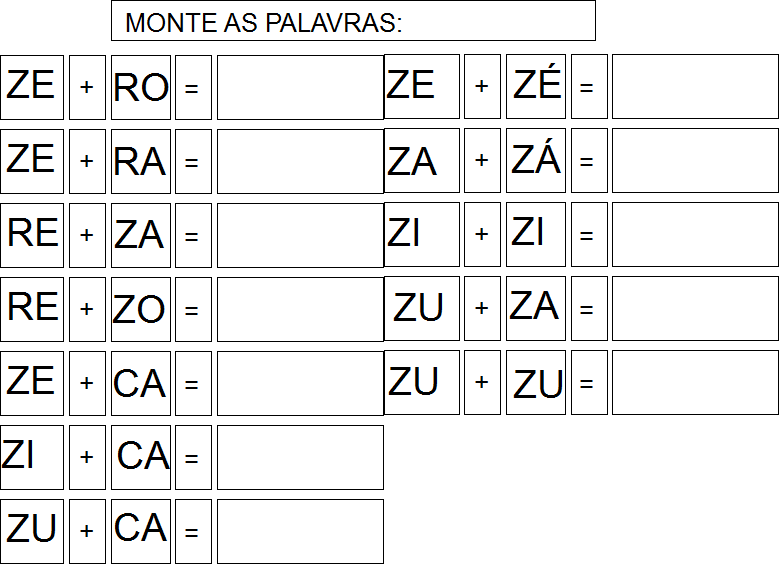 MONTE AS PALAVRAS:
ZE + RO = ZE + ZÉ =
ZE + RA = ZA + ZÁ =
RE + ZA = ZI + ZI =
RE + ZO = ZU + ZA =
ZE + CA = ZU + ZU =
ZI + CA =
ZU + CA =